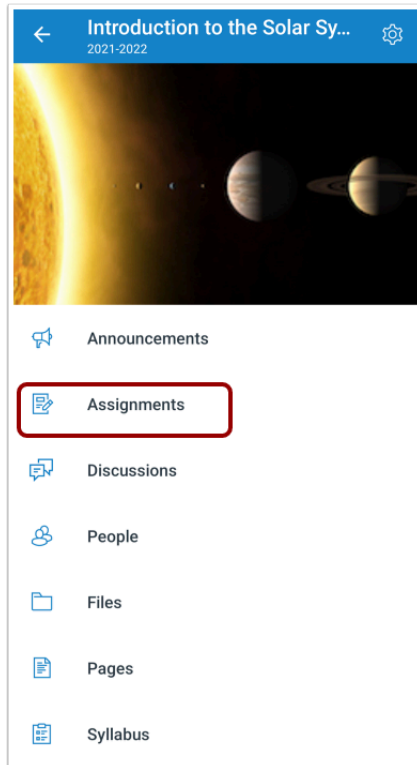 Introduction to the Solar Sy...
2021-2022
Announcements
Assignments
Discussions
People
Files
Pages
Syllabus